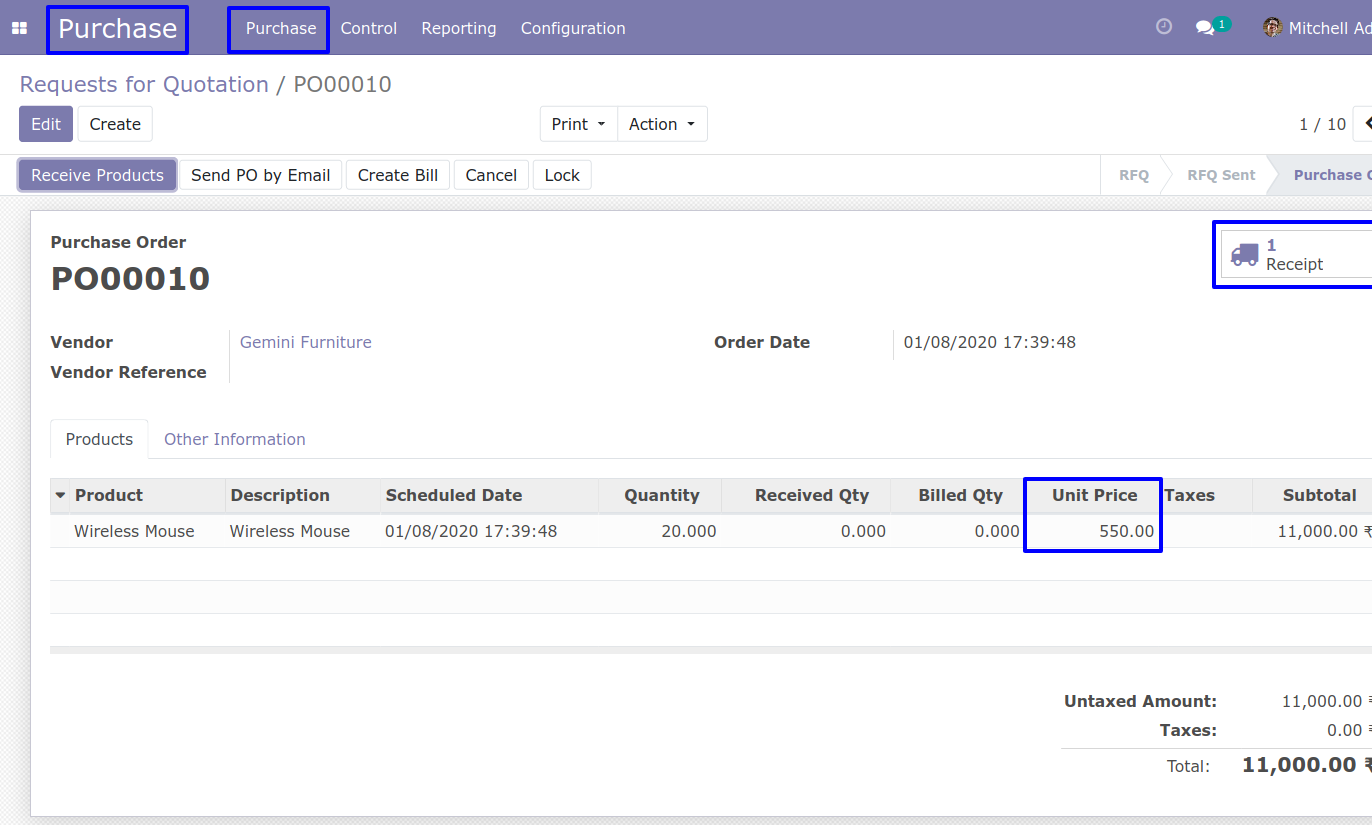 Purchase Purchase Control Reporting Configuration 1 Mitchell Ad
Requests for Quotation / PO00010
Edit Create Print Action 1 / 10
Receive Products Send PO by Email Create Bill Cancel Lock RFQ RFQ Sent Purchase O
Purchase Order
PO00010
1
Receipt
Vendor Gemini Furniture Order Date 01/08/2020 17:39:48
Vendor Reference
Products Other Information
Product Description Scheduled Date Quantity Received Qty Billed Qty Unit Price Taxes Subtotal
Wireless Mouse Wireless Mouse 01/08/2020 17:39:48 20.000 0.000 0.000 550.00 11,000.00 ₹
Untaxed Amount: 11,000.00 ₹
Taxes: 0.00 ₹
Total: 11,000.00 ₹